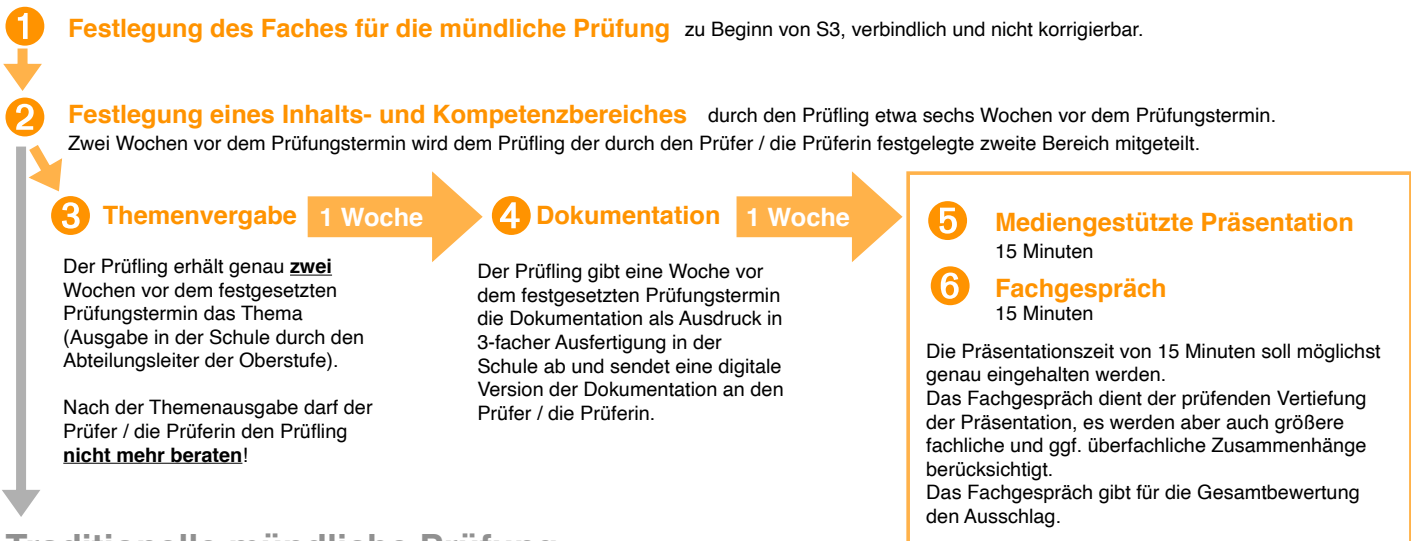 1 Festlegung des Faches für die mündliche Prüfung zu Beginn von S3, verbindlich und nicht korrigierbar.
2 Festlegung eines Inhalts- und Kompetenzbereiches durch den Prüfling etwa sechs Wochen vor dem Prüfungstermin.
Zwei Wochen vor dem Prüfungstermin wird dem Prüfling der durch den Prüfer / die Prüferin festgelegte zweite Bereich mitgeteilt.
3 Themenvergabe
1 Woche
Der Prüfling erhält genau zwei
Wochen vor dem festgesetzten
Prüfungstermin das Thema
(Ausgabe in der Schule durch den
Abteilungsleiter der Oberstufe).
Nach der Themenausgabe darf der
Prüfer / die Prüferin den Prüfling
nicht mehr beraten!
4 Dokumentation
1 Woche
Der Prüfling gibt eine Woche vor
dem festgesetzten Prüfungstermin
die Dokumentation als Ausdruck in
3-facher Ausfertigung in der
Schule ab und sendet eine digitale
Version der Dokumentation an den
Prüfer / die Prüferin.
5 Mediengestützte Präsentation
15 Minuten
6 Fachgespräch
15 Minuten
Die Präsentationszeit von 15 Minuten soll möglichst
genau eingehalten werden.
Das Fachgespräch dient der prüfenden Vertiefung
der Präsentation, es werden aber auch größere
fachliche und ggf. überfachliche Zusammenhänge
berücksichtigt.
Das Fachgespräch gibt für die Gesamtbewertung
den Ausschlag.
Traditionelle mündliche Prüfung